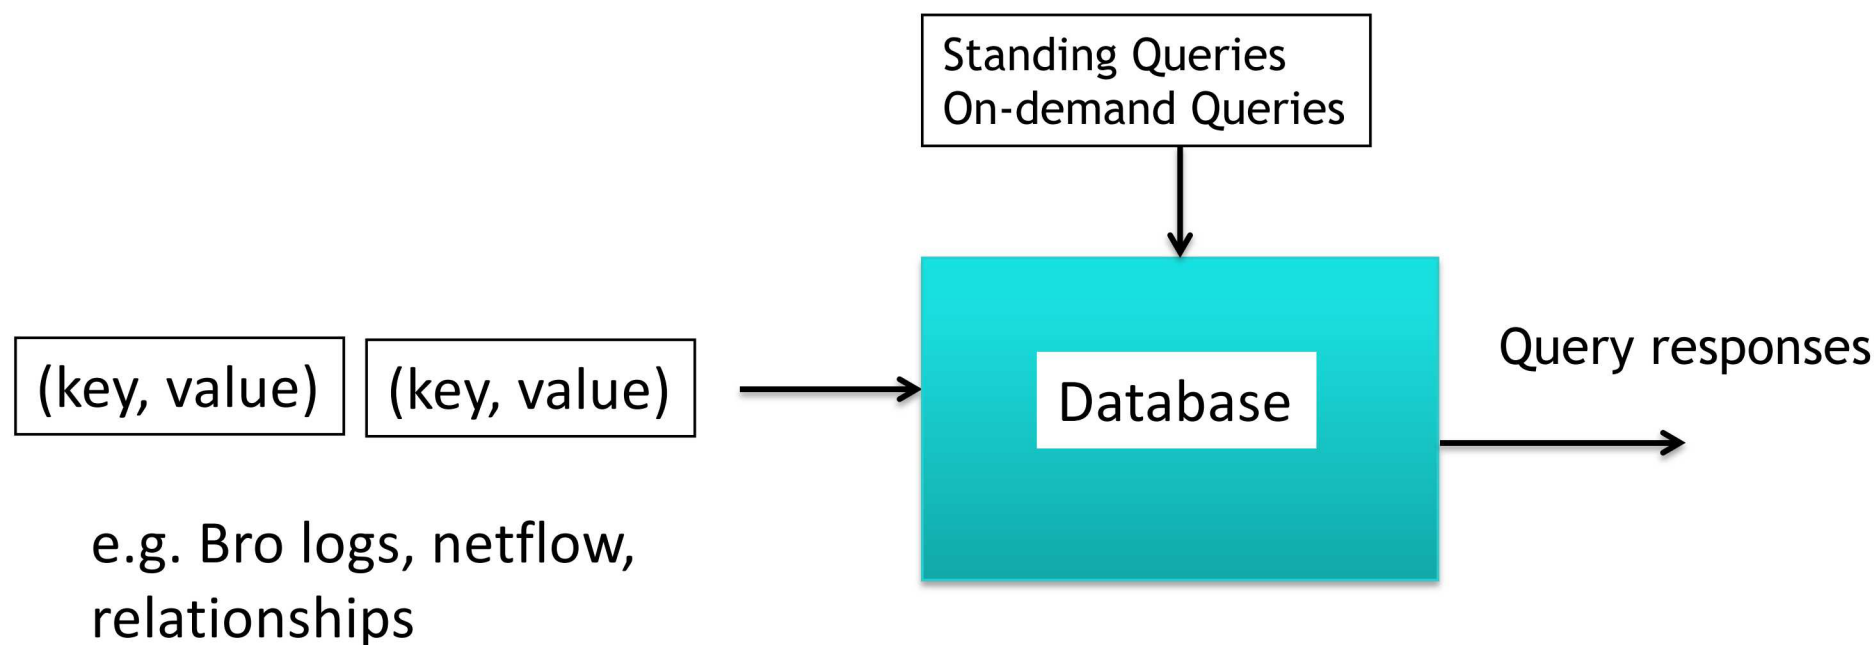 Standing Queries
On-demand Queries
(key, value) (key, value)
Database
Query responses
e.g. Bro logs, netflow,
relationships